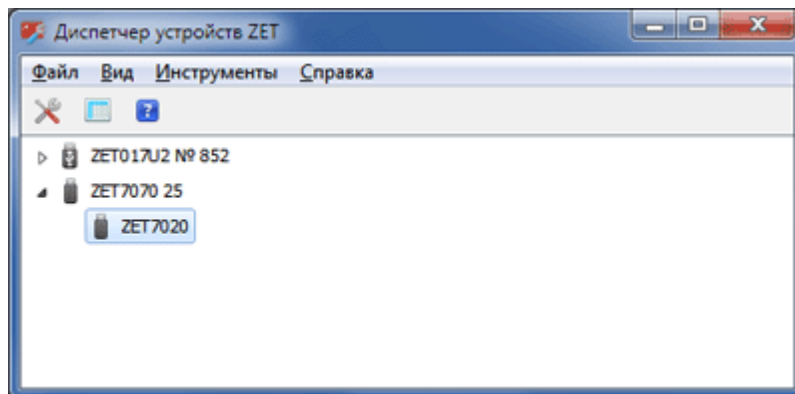 Диспетчер устройств ZET
Файл Вид Инструменты Справка
ZET017U2 № 852
ZET7070 25
ZET7020